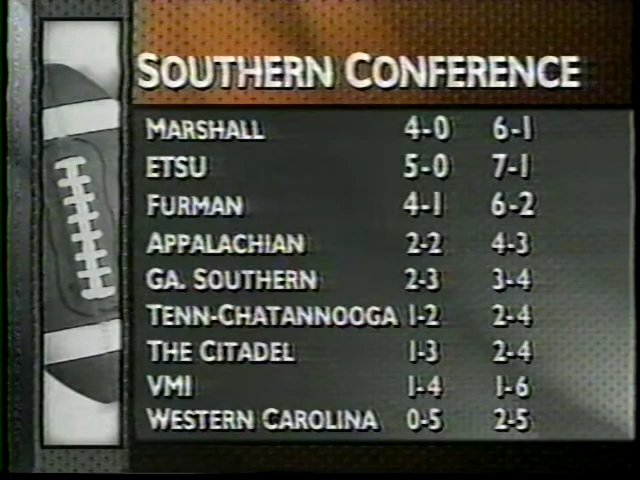 SOUTHERN CONFERENCE
MARSHALL 4-0 6-1
ETSU 5-0 7-1
FURMAN 4-1 6-2
APPALACHIAN 2-2 4-3
GA. SOUTHERN 2-3 3-4
TENN-CHATANNOOGA 1-2 2-4
THE CITADEL 1-3 2-4
VMI 1-4 1-6
WESTERN CAROLINA 0-5 2-5